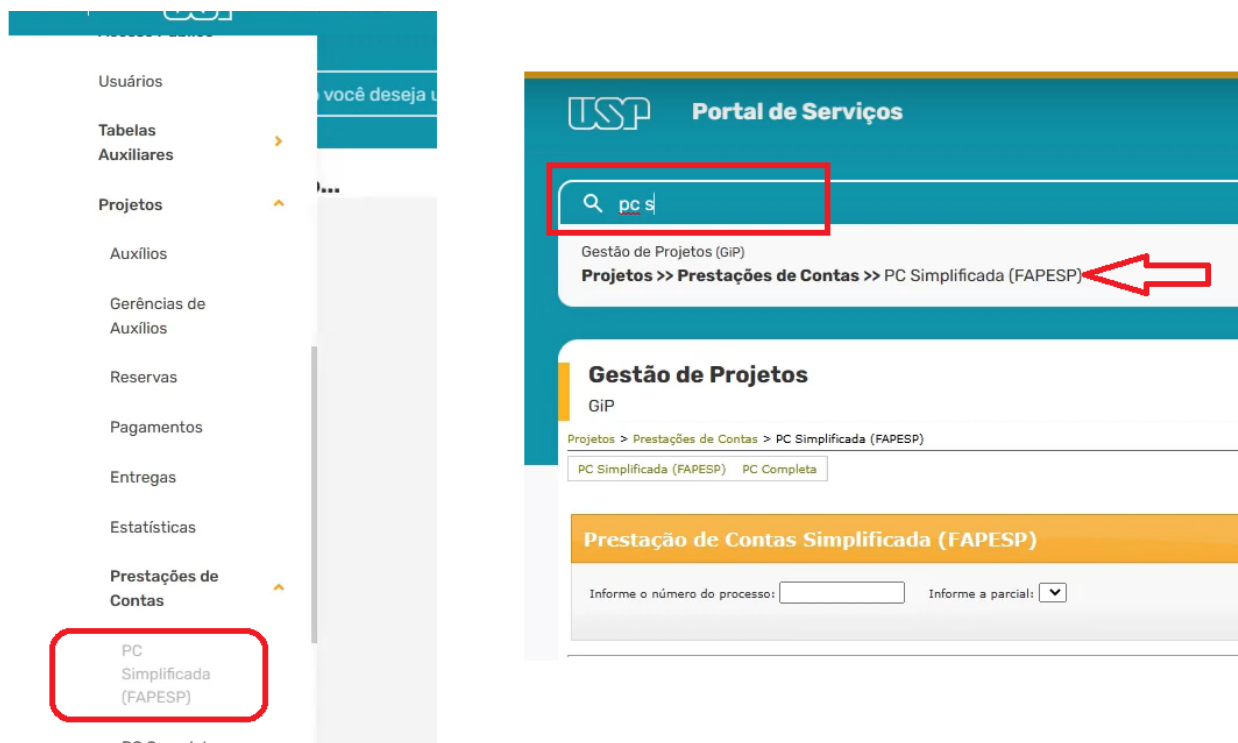 USP
Usuários
Tabelas
Auxiliares
Projetos
Auxílios
Gerências de
Auxílios
Reservas
Pagamentos
Entregas
Estatísticas
Prestações de
Contas
PC
Simplificada
(FAPESP)
você deseja
...
USP Portal de Serviços
pc s
Gestão de Projetos (GiP)
Projetos >> Prestações de Contas >> PC Simplificada (FAPESP)
Gestão de Projetos
GiP
Projetos > Prestações de Contas > PC Simplificada (FAPESP)
PC Simplificada (FAPESP) PC Completa
Prestação de Contas Simplificada (FAPESP)
Informe o número do processo: Informe a parcial: